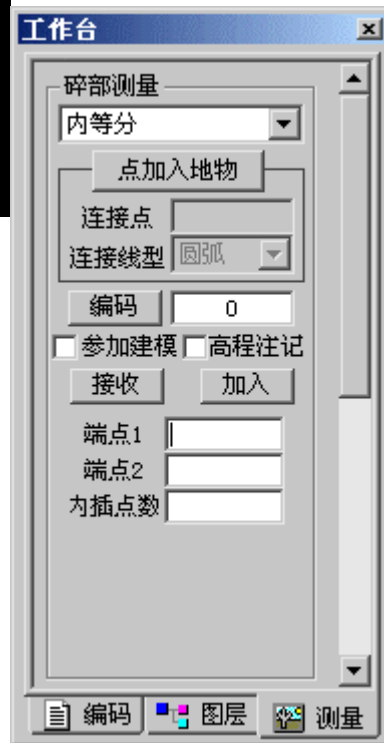 工作台
碎部测量
内等分
点加入地物
连接点
连接线型 圆弧
编码 0
参加建模 高程注记
接收 加入
端点1
端点2
内插点数
编码 图层 测量